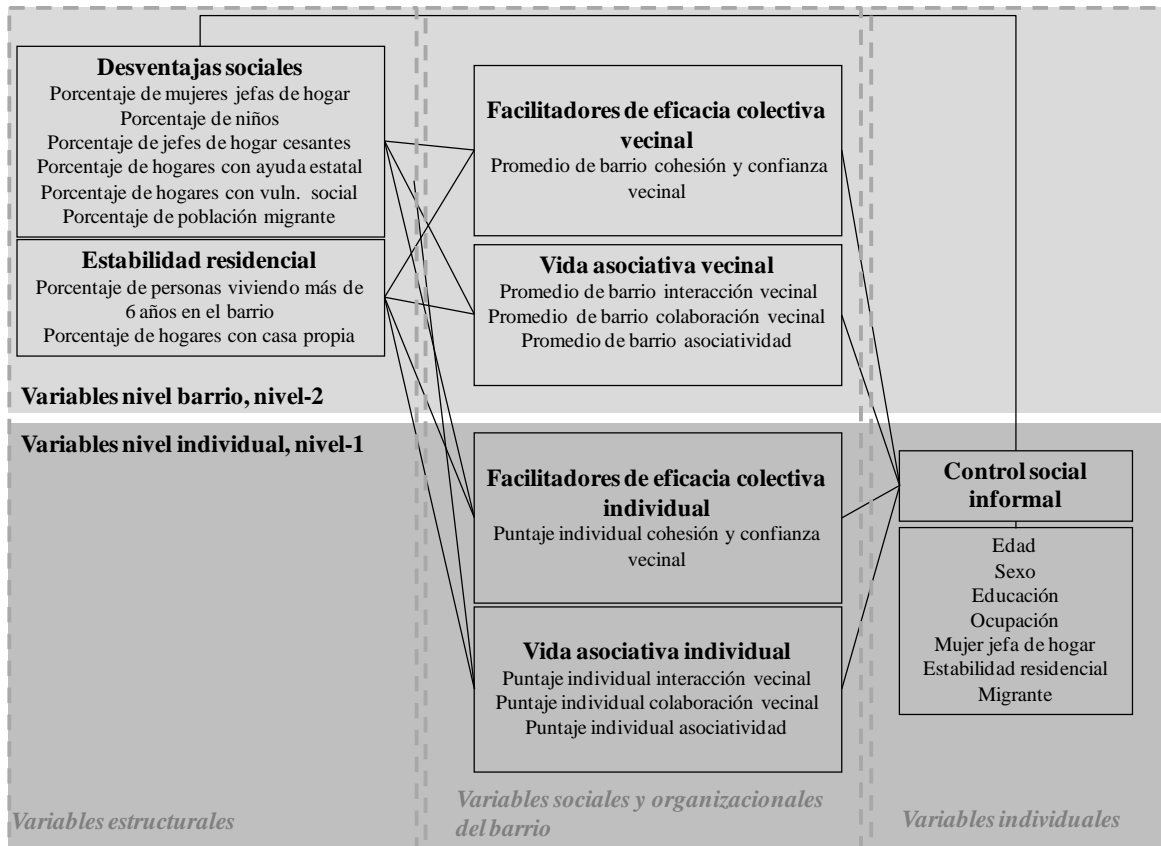 Desventajas sociales
Porcentaje de mujeres jefas de hogar
Porcentaje de niños
Porcentaje de jefes de hogar cesantes
Porcentaje de hogares con ayuda estatal
Porcentaje de hogares con vuln. social
Porcentaje de población migrante
Estabilidad residencial
Porcentaje de personas viviendo más de
6 años en el barrio
Porcentaje de hogares con casa propia
Variables nivel barrio, nivel-2
Facilitadores de eficacia colectiva
vecinal
Promedio de barrio cohesión y confianza
vecinal
Vida asociativa vecinal
Promedio de barrio interacción vecinal
Promedio de barrio colaboración vecinal
Promedio de barrio asociatividad
Variables nivel individual, nivel-1
Facilitadores de eficacia colectiva
individual
Puntaje individual cohesión y confianza
vecinal
Vida asociativa individual
Puntaje individual interacción vecinal
Puntaje individual colaboración vecinal
Puntaje individual asociatividad
Control social
informal
Edad
Sexo
Educación
Ocupación
Mujer jefa de hogar
Estabilidad residencial
Migrante
Variables estructurales
Variables sociales y organizacionales
del barrio
Variables individuales